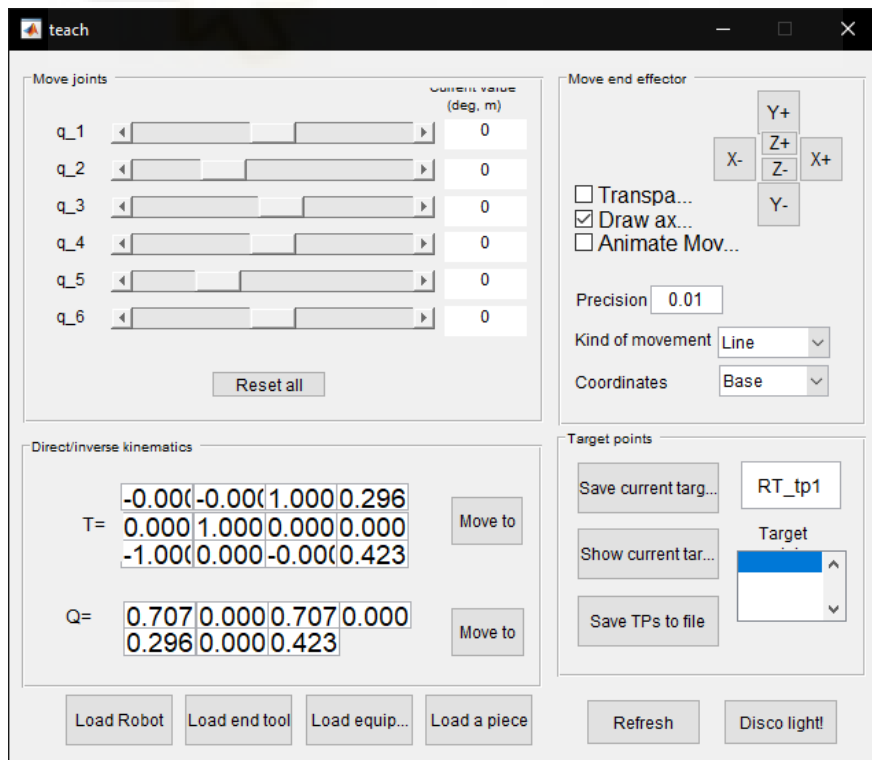 teach
Move joints
Current value
(deg, m)
q_1 0
q_2 0
q_3 0
q_4 0
q_5 0
q_6 0
Reset all
Move end effector
Y+
X- Z+ X+
Z-
Y-
Transpa...
Draw ax...
Animate Mov...
Precision 0.01
Kind of movement Line
Coordinates Base
Direct/inverse kinematics
T=
-0.00( -0.00( 1.000 0.296
0.000 1.000 0.000 0.000
-1.00( 0.000 -0.00( 0.423
Move to
Q=
0.707 0.000 0.707 0.000
0.296 0.000 0.423
Move to
Target points
Save current targ... RT_tp1
Show current tar... Target
Save TPs to file
Load Robot Load end tool Load equip... Load a piece Refresh Disco light!